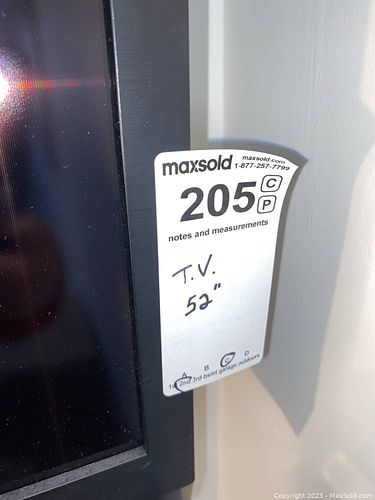 maxsold maxsold.com
1-877-257-7799
205 C
P
notes and measurements
T.V.
52"
A B C D
1st 2nd 3rd bsmt garage outdoors
Copyright 2023 - MaxSold.com